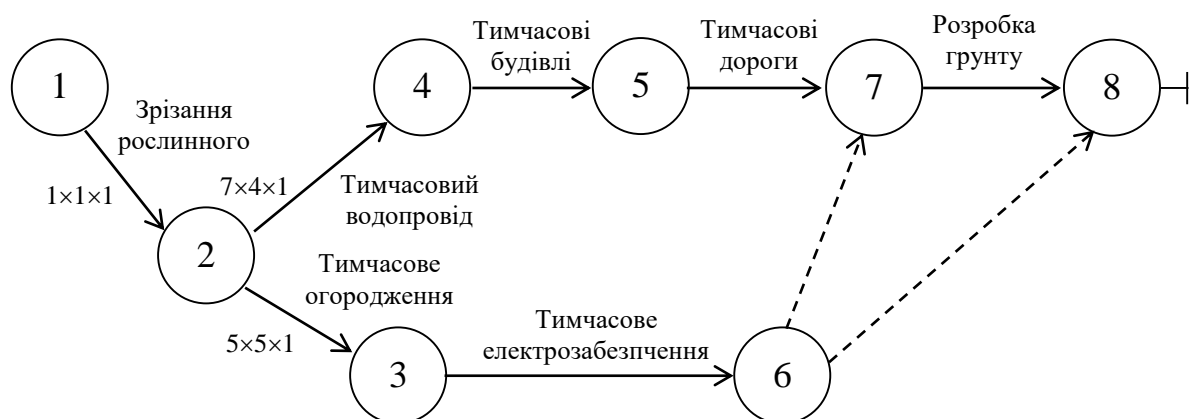 Тимчасові
будівлі
Тимчасові
дороги
Розробка
грунту
1
4
5
7
8
Зрізання
рослинного
1×1×1
7×4×1
Тимчасовий
водопровід
2
Тимчасове
огородження
5×5×1
Тимчасове
електрозабезпчення
3
6